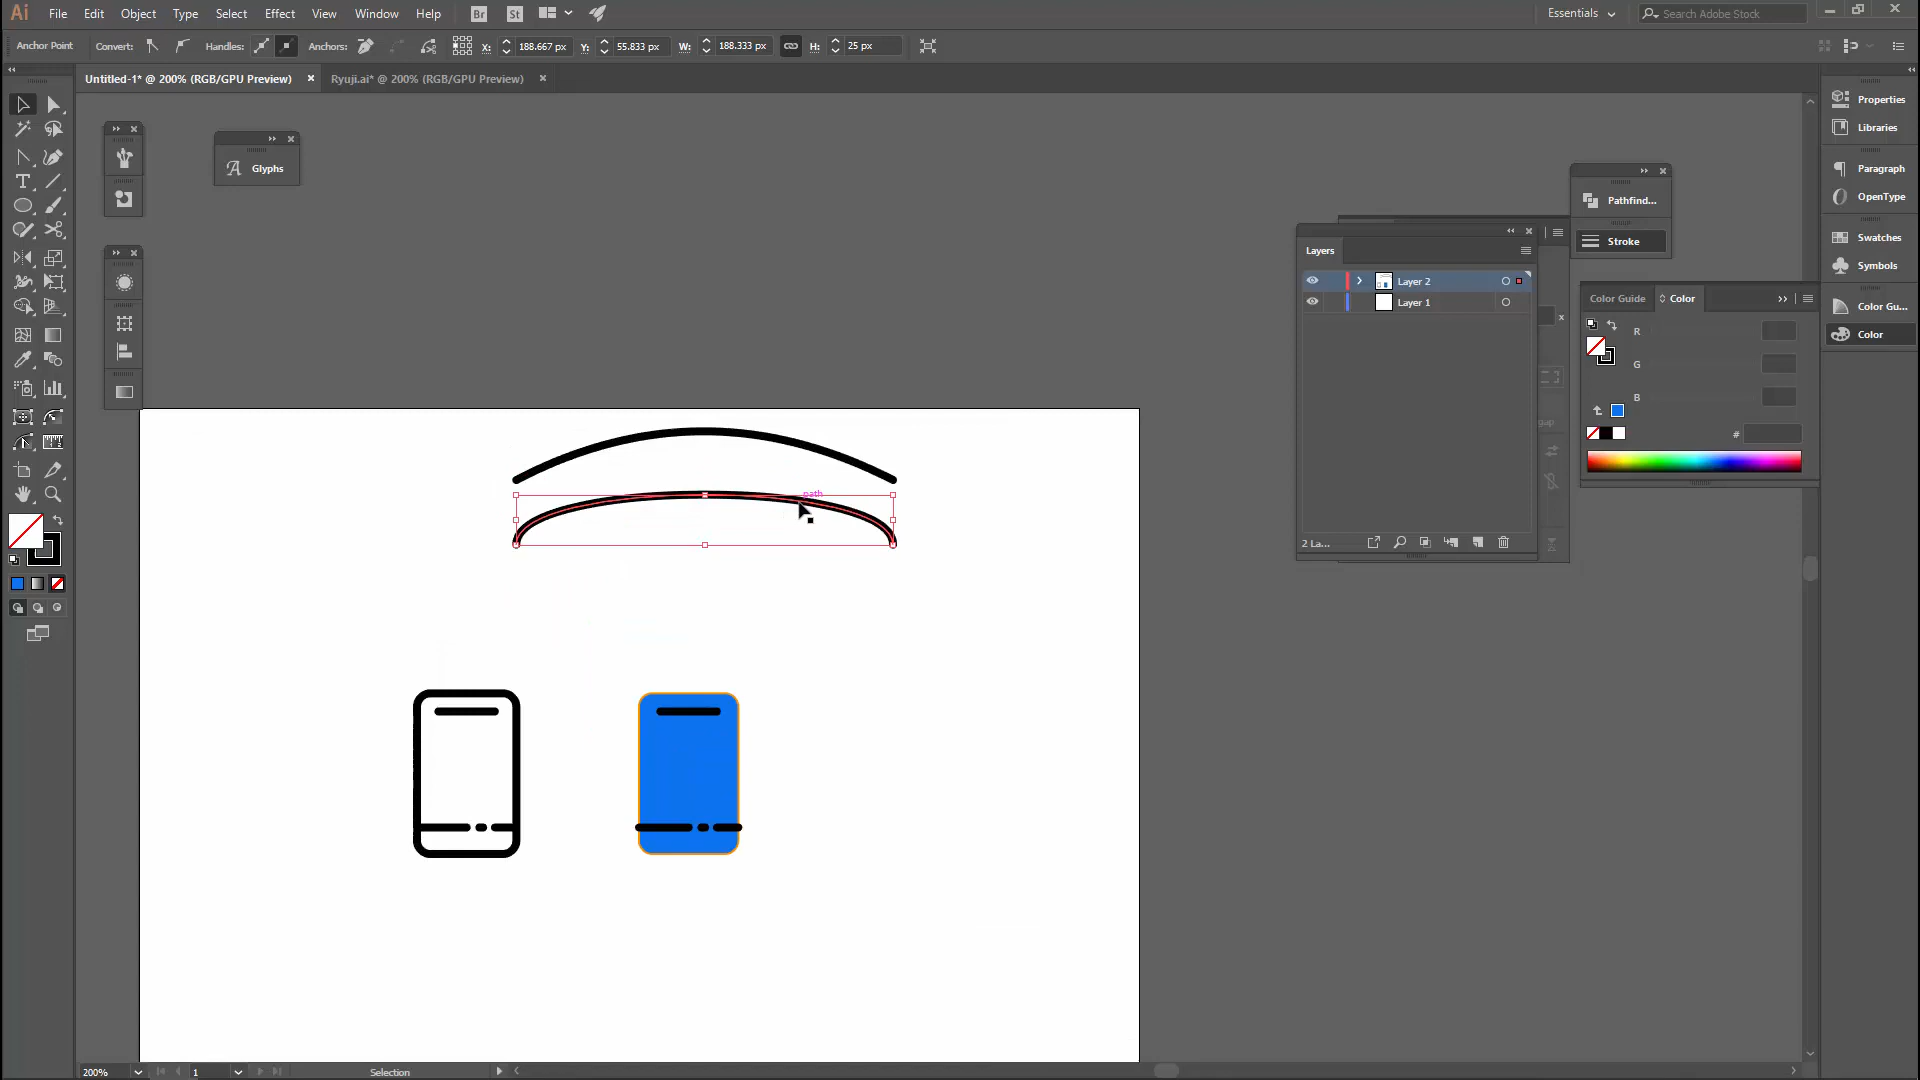 Ai File Edit Object Type Select Effect View Window Help Br St Essentials Search Adobe Stock
Anchor Point Convert: Handles: Anchors: X: 188.667 px Y: 55.833 px W: 188.333 px H: 25 px
Untitled-1* @ 200% (RGB/GPU Preview) Ryuji.ai* @ 200% (RGB/GPU Preview)
Glyphs
Properties
Libraries
Paragraph
OpenType
Pathfind...
Stroke
Swatches
Symbols
Color Gu...
Color
Layers
Layer 2
Layer 1
2 La...
gap
Color Guide Color
R
G
B
#
path
200% 1 Selection